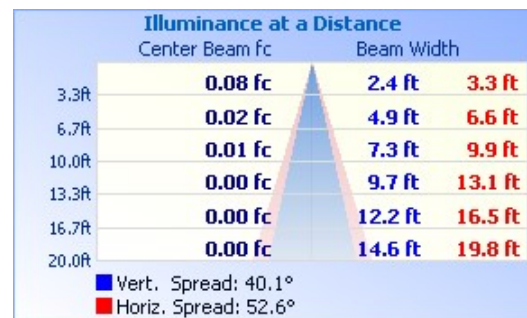 Illuminance at a Distance
Center Beam fc Beam Width
0.08 fc 2.4 ft 3.3 ft
3.3ft
0.02 fc 4.9 ft 6.6 ft
6.7ft
0.01 fc 7.3 ft 9.9 ft
10.0ft
0.00 fc 9.7 ft 13.1 ft
13.3ft
0.00 fc 12.2 ft 16.5 ft
16.7ft
0.00 fc 14.6 ft 19.8 ft
20.0ft
Vert. Spread: 40.1°
Horiz. Spread: 52.6°